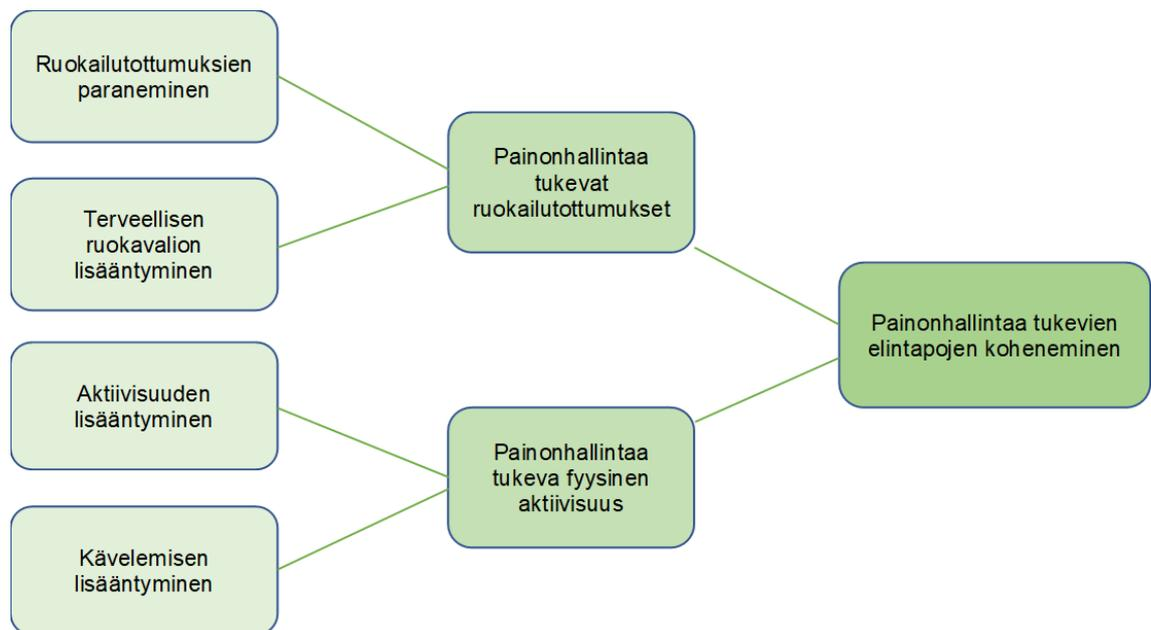 Ruokailutottumuksien
paraneminen
Terveellisen
ruokavalion
lisääntyminen
Aktiivisuuden
lisääntyminen
Kävelemisen
lisääntyminen
Painonhallintaa
tukevat
ruokailutottumukset
Painonhallintaa
tukeva fyysinen
aktiivisuus
Painonhallintaa tukevien
elintapojen koheneminen